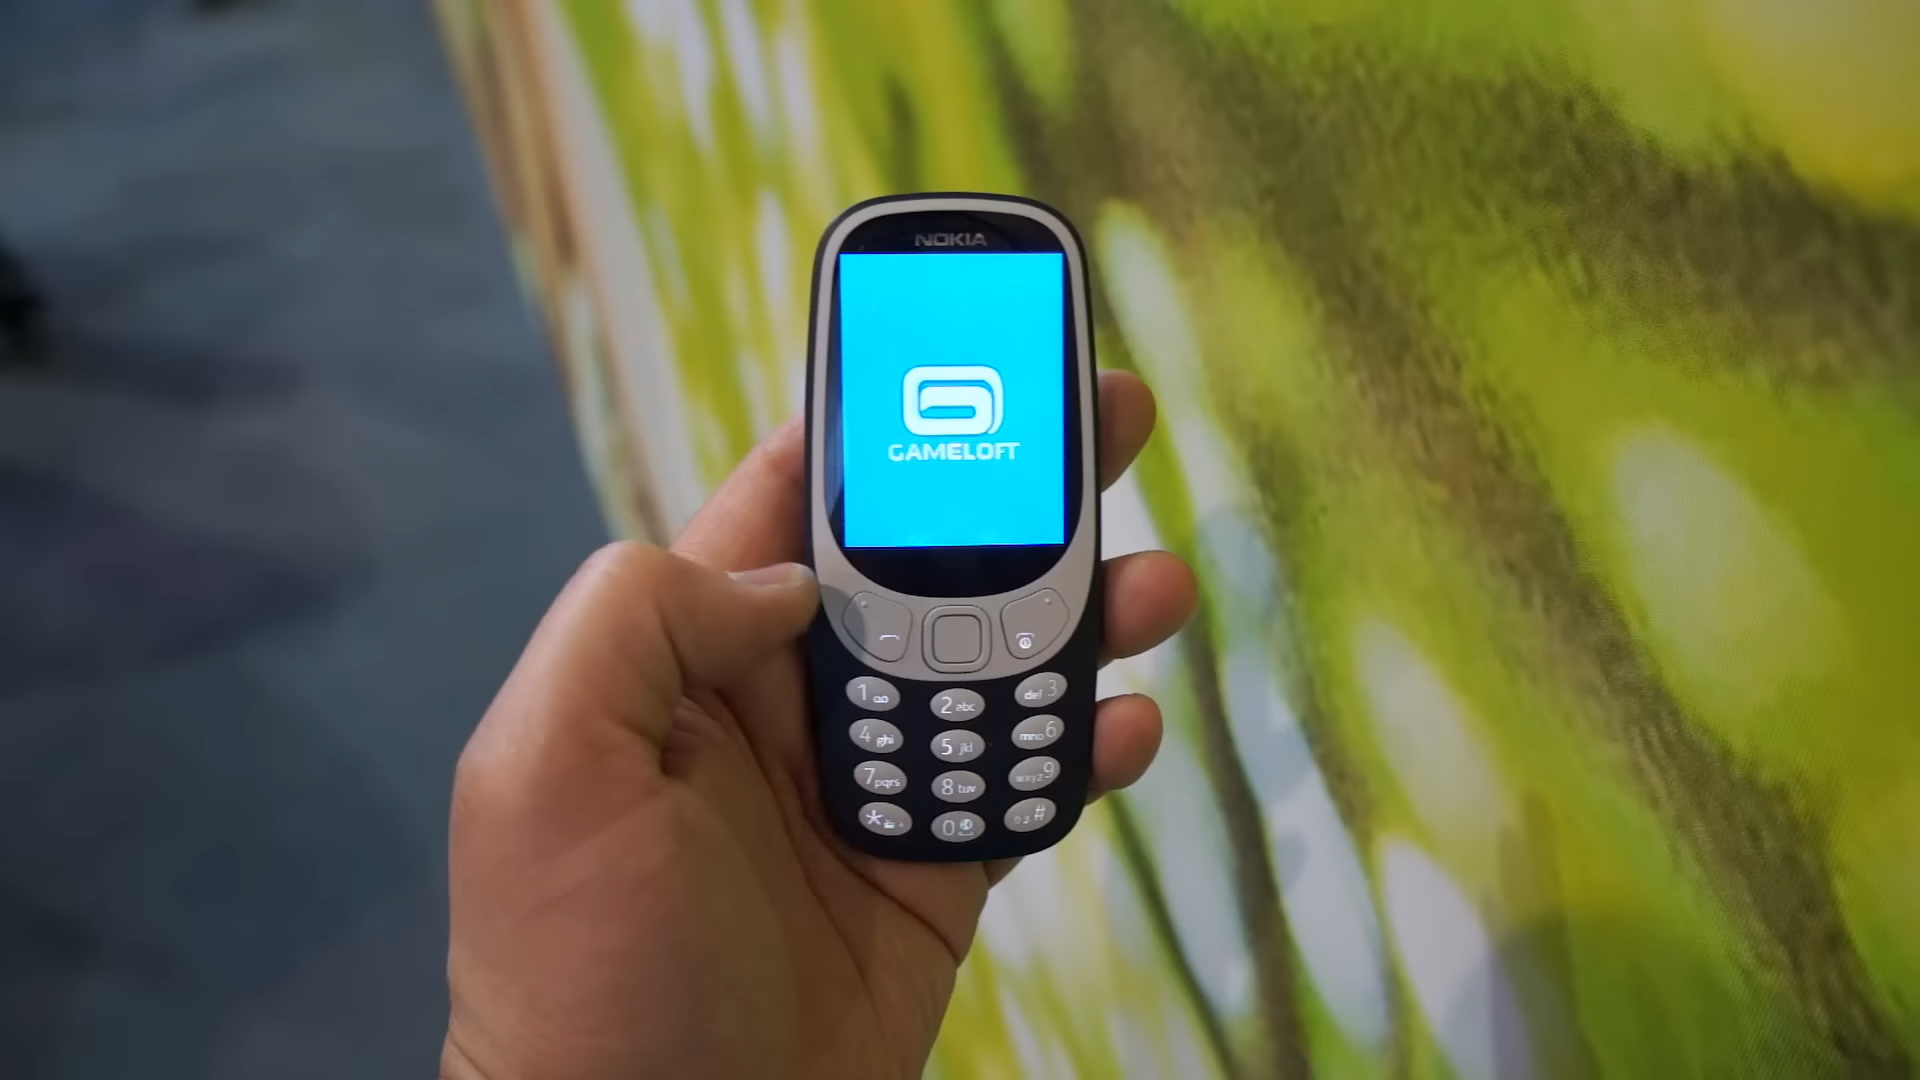 NOKIA
GAMELOFT
1
2 abc
def 3
4 ghi
5 jkl
mno 6
7 pqrs
8 tuv
wxyz 9
*
0
#